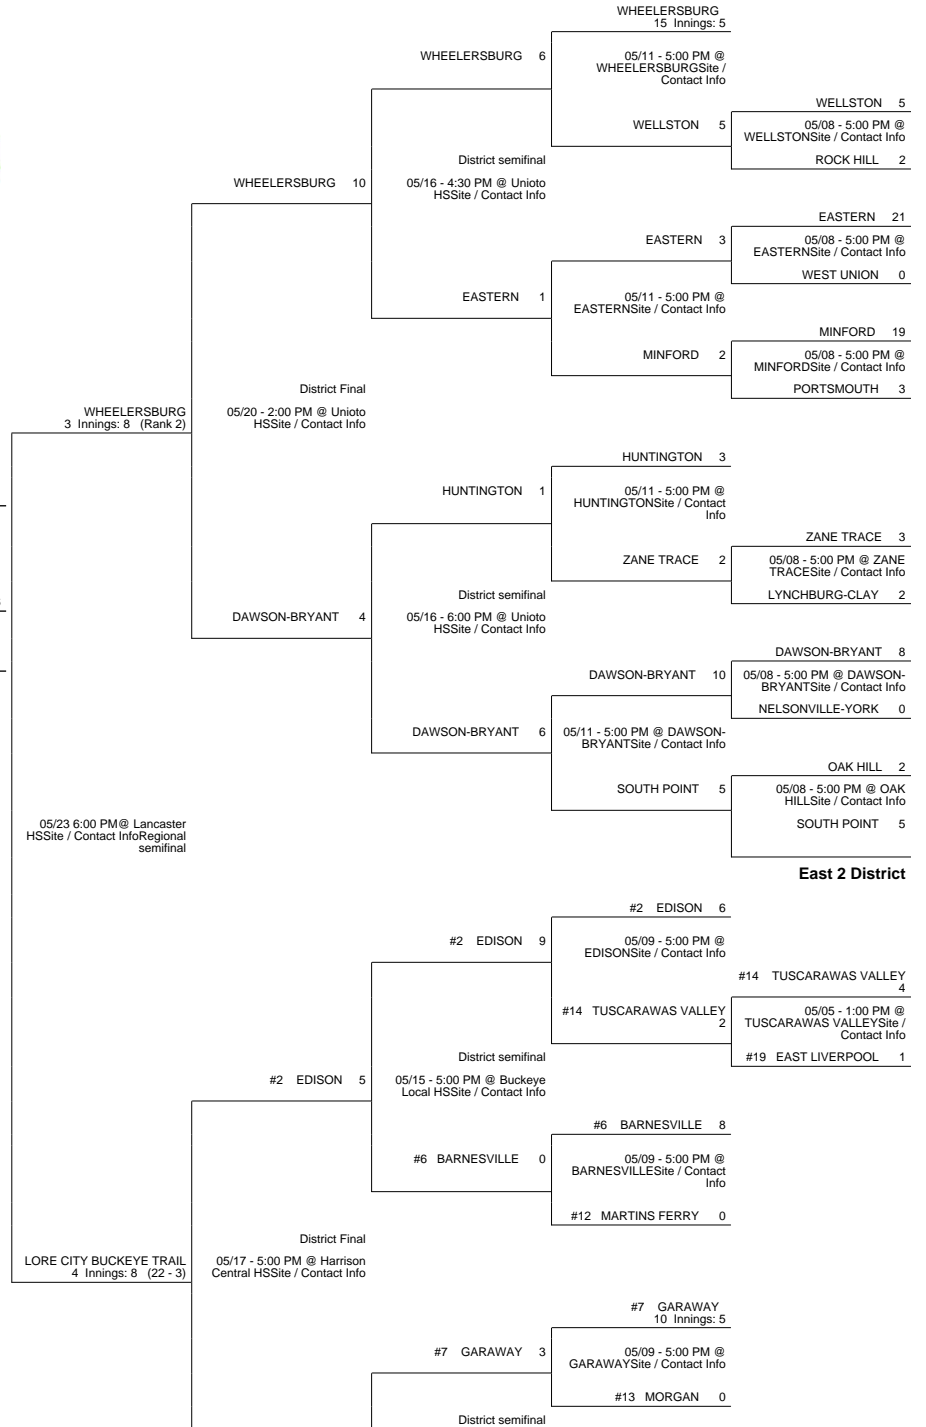 WHEELERSBURG
15 Innings: 5
WHEELERSBURG 6
05/11 - 5:00 PM @
WHEELERSBURGSite /
Contact Info
WELLSTON 5
WELLSTON 5
05/08 - 5:00 PM @
WELLSTONSite / Contact Info
ROCK HILL 2
District semifinal
WHEELERSBURG 10
05/16 - 4:30 PM @ Unioto
HSSite / Contact Info
EASTERN 21
EASTERN 3
05/08 - 5:00 PM @
EASTERNSite / Contact Info
WEST UNION 0
EASTERN 1
05/11 - 5:00 PM @
EASTERNSite / Contact Info
MINFORD 19
MINFORD 2
05/08 - 5:00 PM @
MINFORDSite / Contact Info
PORTSMOUTH 3
District Final
WHEELERSBURG
3 Innings: 8 (Rank 2)
05/20 - 2:00 PM @ Unioto
HSSite / Contact Info
HUNTINGTON 3
HUNTINGTON 1
05/11 - 5:00 PM @
HUNTINGTONSite / Contact
Info
ZANE TRACE 3
ZANE TRACE 2
05/08 - 5:00 PM @ ZANE
TRACESite / Contact Info
LYNCHBURG-CLAY 2
District semifinal
DAWSON-BRYANT 4
05/16 - 6:00 PM @ Unioto
HSSite / Contact Info
DAWSON-BRYANT 8
DAWSON-BRYANT 10
05/08 - 5:00 PM @ DAWSON-
BRYANTSite / Contact Info
NELSONVILLE-YORK 0
DAWSON-BRYANT 6
05/11 - 5:00 PM @ DAWSON-
BRYANTSite / Contact Info
OAK HILL 2
SOUTH POINT 5
05/08 - 5:00 PM @ OAK
HILLSite / Contact Info
SOUTH POINT 5
05/23 6:00 PM@ Lancaster
HSSite / Contact InfoRegional
semifinal
East 2 District
#2 EDISON 6
#2 EDISON 9
05/09 - 5:00 PM @
EDISONSite / Contact Info
#14 TUSCARAWAS VALLEY
4
#14 TUSCARAWAS VALLEY
2
05/05 - 1:00 PM @
TUSCARAWAS VALLEYSite /
Contact Info
#19 EAST LIVERPOOL 1
District semifinal
#2 EDISON 5
05/15 - 5:00 PM @ Buckeye
Local HSSite / Contact Info
#6 BARNESVILLE 8
#6 BARNESVILLE 0
05/09 - 5:00 PM @
BARNESVILLESite / Contact
Info
#12 MARTINS FERRY 0
District Final
LORE CITY BUCKEYE TRAIL
4 Innings: 8 (22 - 3)
05/17 - 5:00 PM @ Harrison
Central HSSite / Contact Info
#7 GARAWAY
10 Innings: 5
#7 GARAWAY 3
05/09 - 5:00 PM @
GARAWAYSite / Contact Info
#13 MORGAN 0
District semifinal